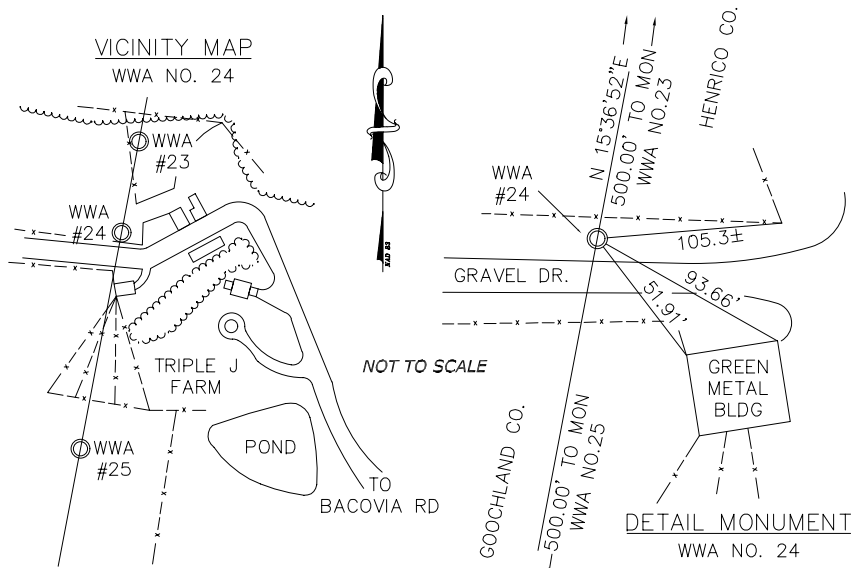 VICINITY MAP
WWA NO. 24
WWA
#23
WWA
#24
TRIPLE J
FARM
WWA
#25
POND
TO
BACOVIA RD
NAD 83
NOT TO SCALE
N 15°36'52"E
500.00' TO MON
WWA NO.23
HENRICO CO.
WWA
#24
105.3±
GRAVEL DR.
93.66'
51.91'
GREEN
METAL
BLDG
GOOCHLAND CO.
500.00' TO MON
WWA NO.25
DETAIL MONUMENT
WWA NO. 24